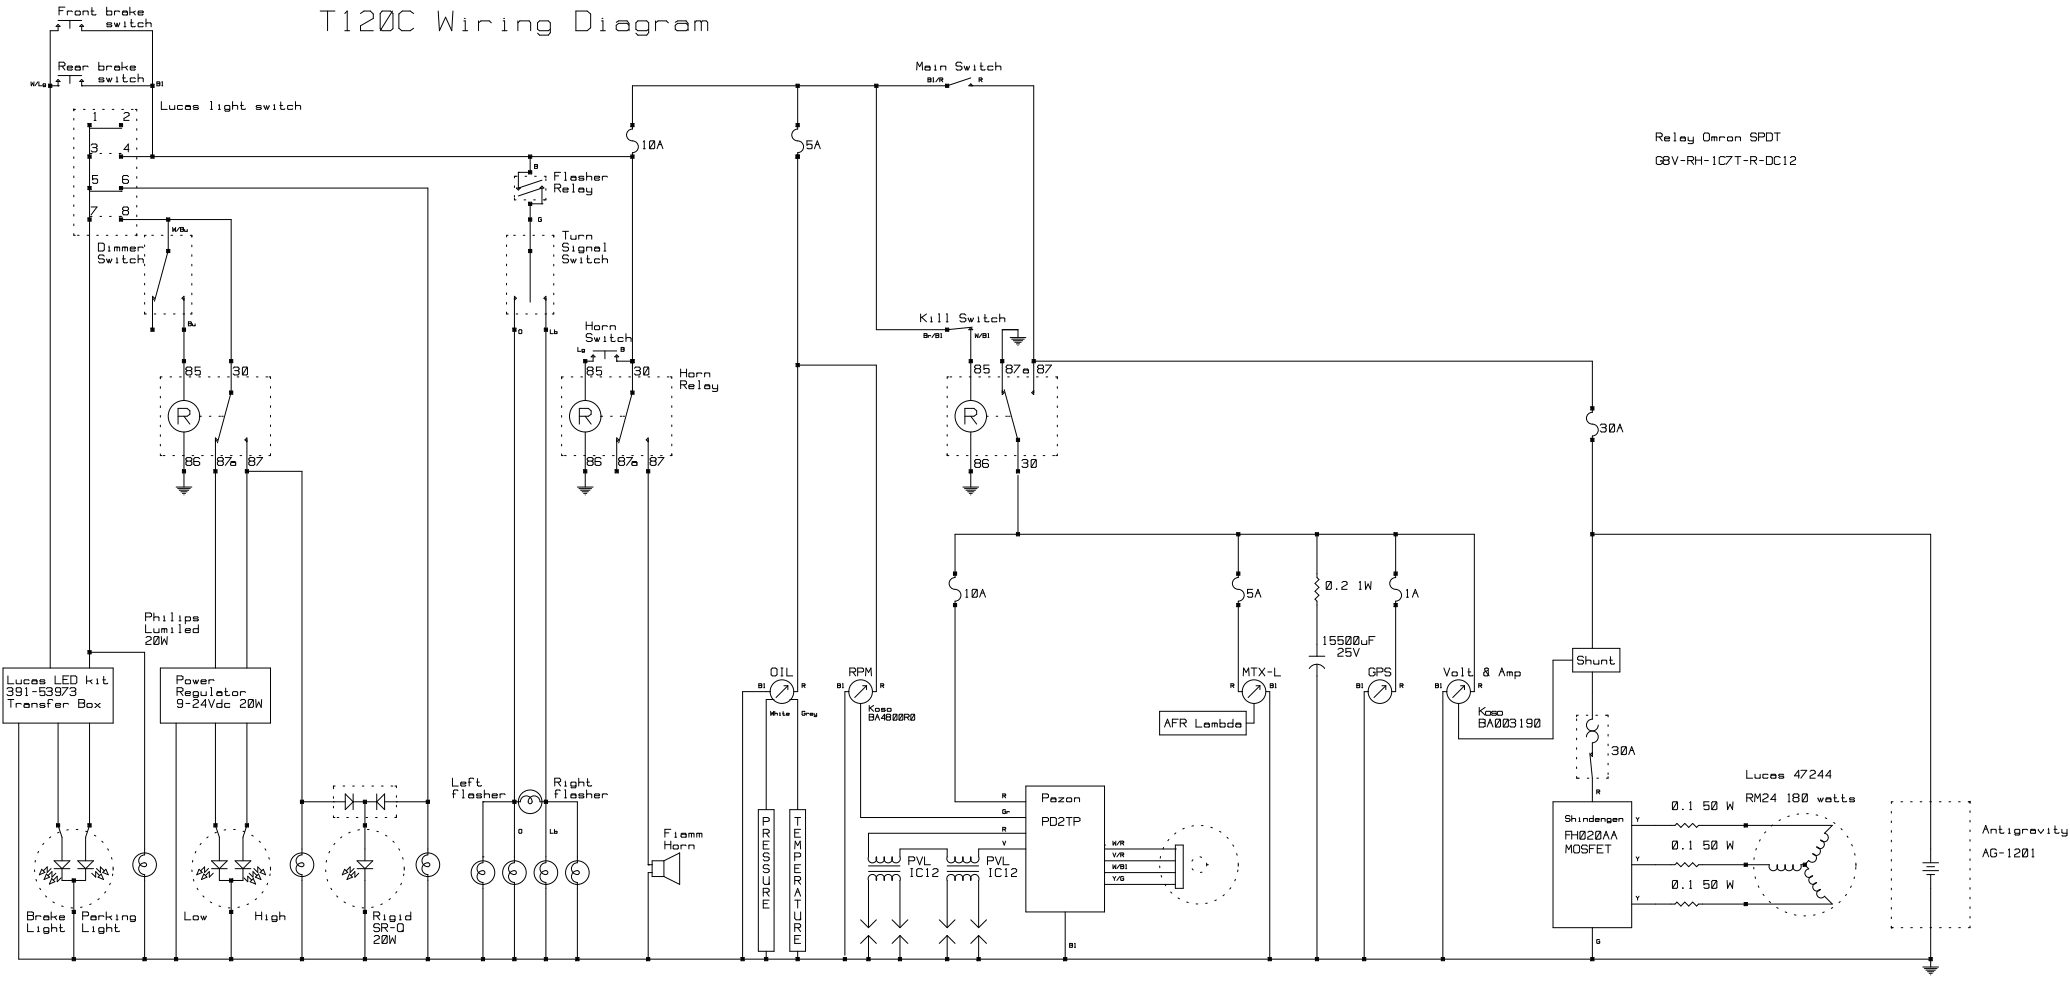 T120C Wiring Diagram
Front brake
switch
Rear brake
switch
W/Lg
Bl
Lucas light switch
1
2
3
4
5
6
7
8
W/Bu
Dimmer
Switch
Bu
85
30
R
86
87a
87
10A
B
Flasher
Relay
G
Turn
Signal
Switch
O
Lb
Horn
Switch
Lg
B
85
30
Horn
Relay
R
86
87a
87
5A
Main Switch
Bl/R
R
Kill Switch
Br/Bl
W/Bl
85
87a
87
R
86
30
Relay Omron SPDT
G8V-RH-1C7T-R-DC12
30A
10A
5A
0.2 1W
1A
15500uF
25V
Philips
Lumiled
20W
Lucas LED kit
391-53973
Transfer Box
Power
Regulator
9-24Vdc 20W
OIL
Bl
R
White
Grey
RPM
Bl
R
Koso
BA4800R0
MTX-L
R
Bl
AFR Lambda
GPS
Bl
R
Volt & Amp
Bl
R
Koso
BA003190
Shunt
30A
R
Left
flasher
Right
flasher
O
Lb
Fiamm
Horn
PRESSURE
TEMPERATURE
R
Gr
R
V
Pazon
PD2TP
W/R
V/R
W/Bl
Y/G
PVL
IC12
PVL
IC12
Bl
Shindengen
FH020AA
MOSFET
Y
Y
Y
G
0.1 50 W
0.1 50 W
0.1 50 W
Lucas 47244
RM24 180 watts
Antigravity
AG-1201
Brake
Light
Parking
Light
Low
High
Rigid
SR-Q
20W